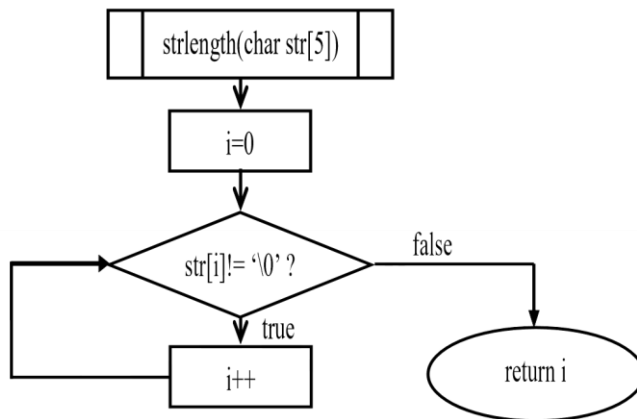 strlength(char str[5])
i=0
str[i]!= ‘\0’ ?
false
true
i++
return i